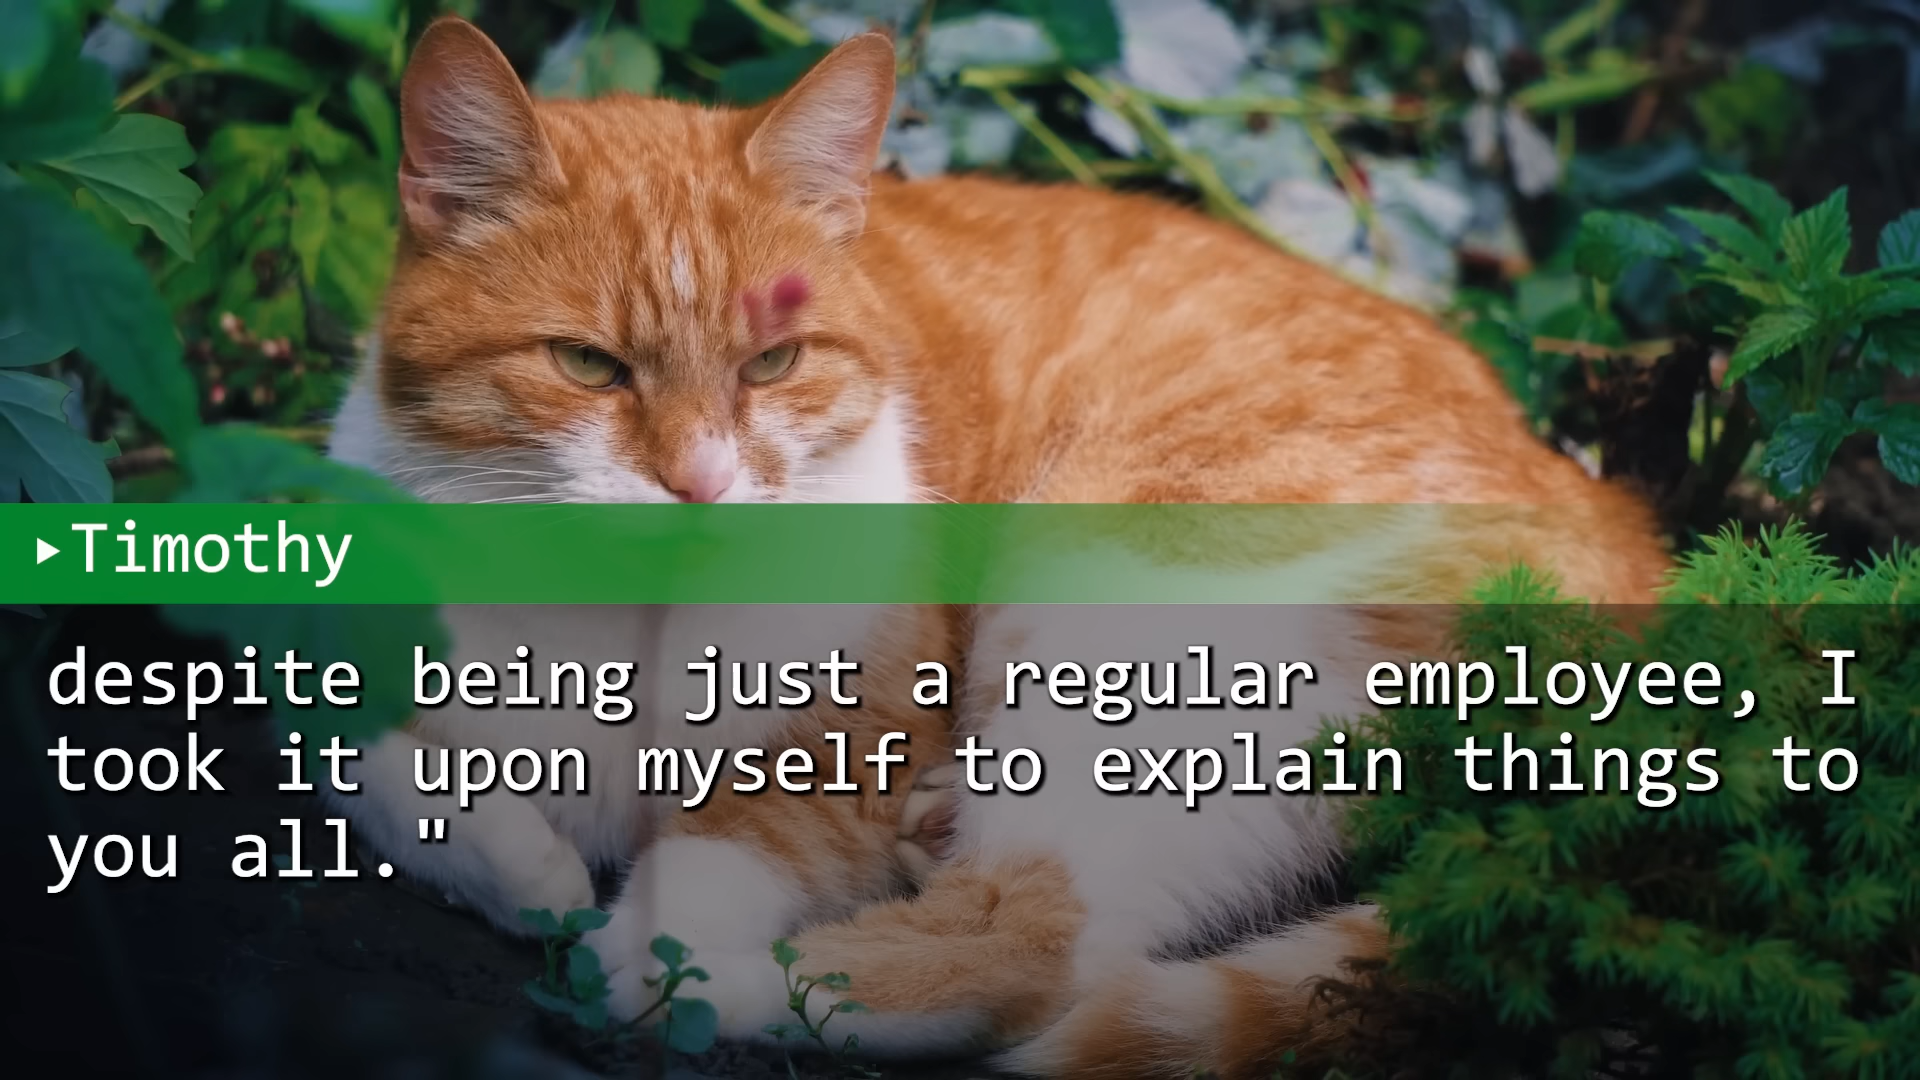 Timothy
despite being just a regular employee, I
took it upon myself to explain things to
you all."